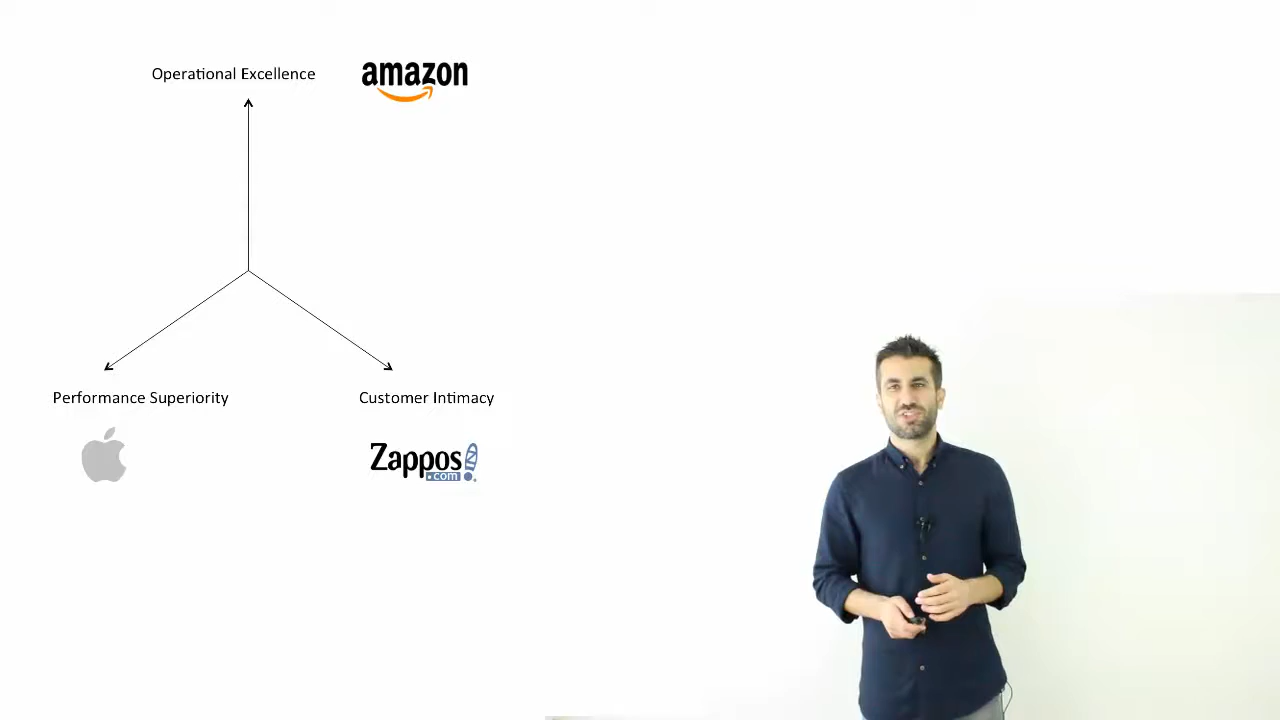 Operational Excellence
amazon
Performance Superiority
Customer Intimacy
Zappos
.com